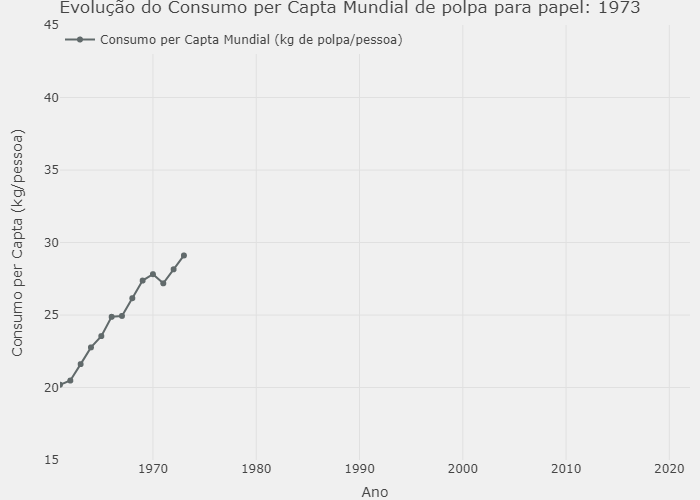 Evolução do Consumo per Capta Mundial de polpa para papel: 1973
45
Consumo per Capta Mundial (kg de polpa/pessoa)
40
35
30
25
20
15
Consumo per Capta (kg/pessoa)
1970 1980 1990 2000 2010 2020
Ano